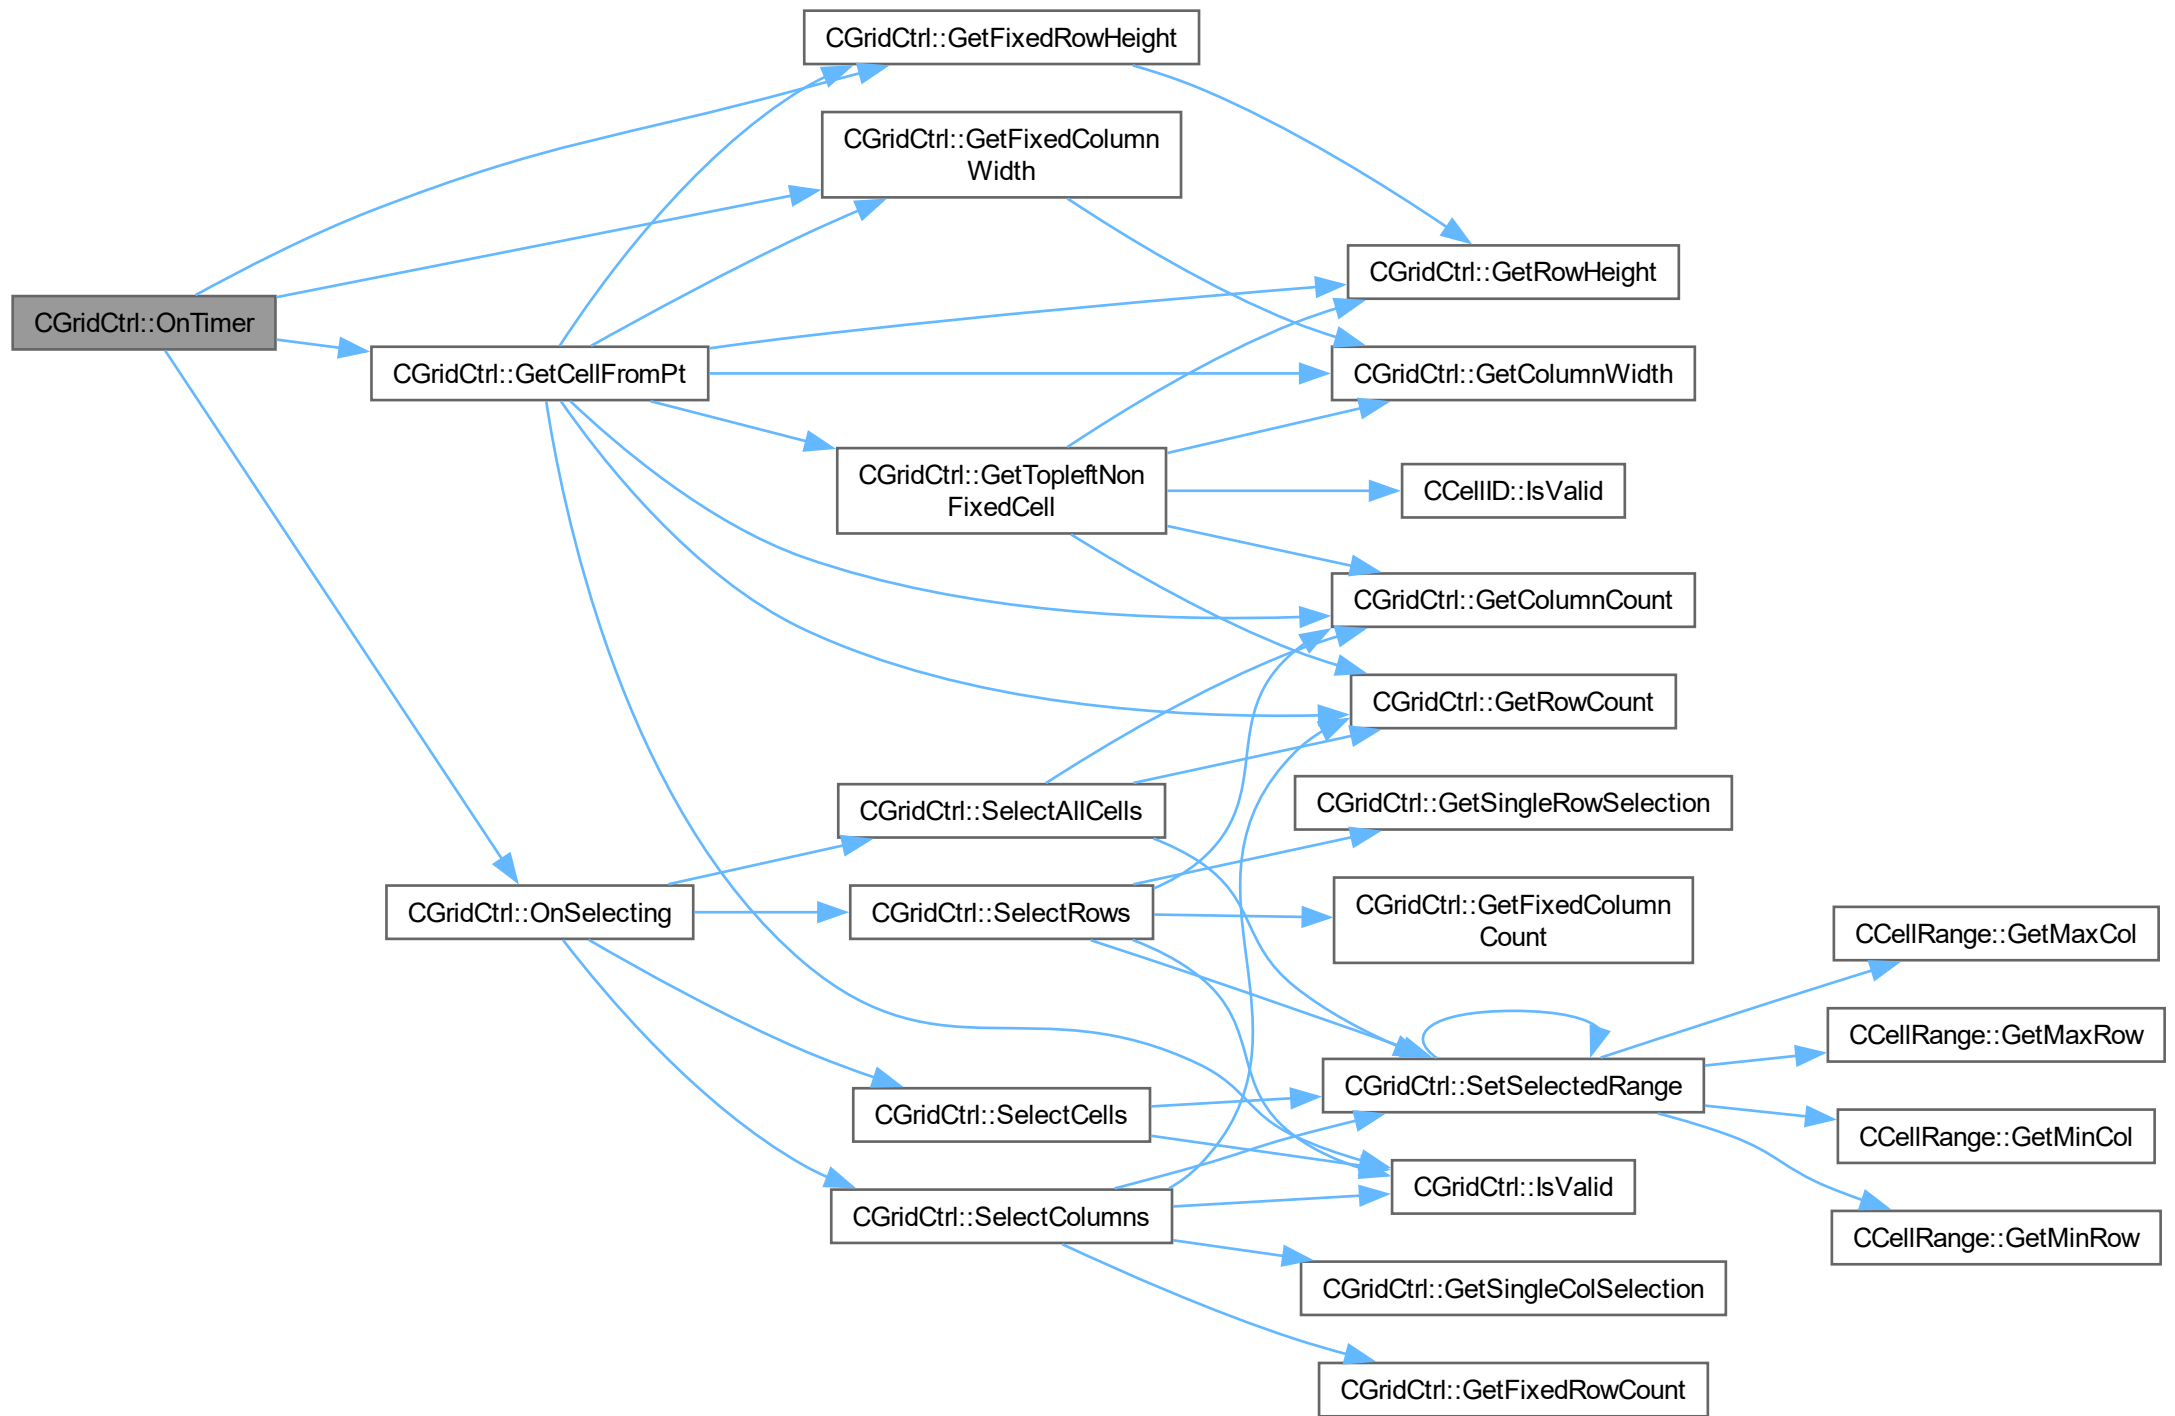 CGridCtrl::GetFixedRowHeight
CGridCtrl::GetFixedColumn
Width
CGridCtrl::GetRowHeight
CGridCtrl::OnTimer
CGridCtrl::GetCellFromPt
CGridCtrl::GetColumnWidth
CGridCtrl::GetTopleftNon
FixedCell
CCellID::IsValid
CGridCtrl::GetColumnCount
CGridCtrl::GetRowCount
CGridCtrl::GetSingleRowSelection
CGridCtrl::SelectAllCells
CGridCtrl::OnSelecting
CGridCtrl::SelectRows
CGridCtrl::GetFixedColumn
Count
CCellRange::GetMaxCol
CCellRange::GetMaxRow
CGridCtrl::SetSelectedRange
CGridCtrl::SelectCells
CCellRange::GetMinCol
CGridCtrl::IsValid
CGridCtrl::SelectColumns
CCellRange::GetMinRow
CGridCtrl::GetSingleColSelection
CGridCtrl::GetFixedRowCount